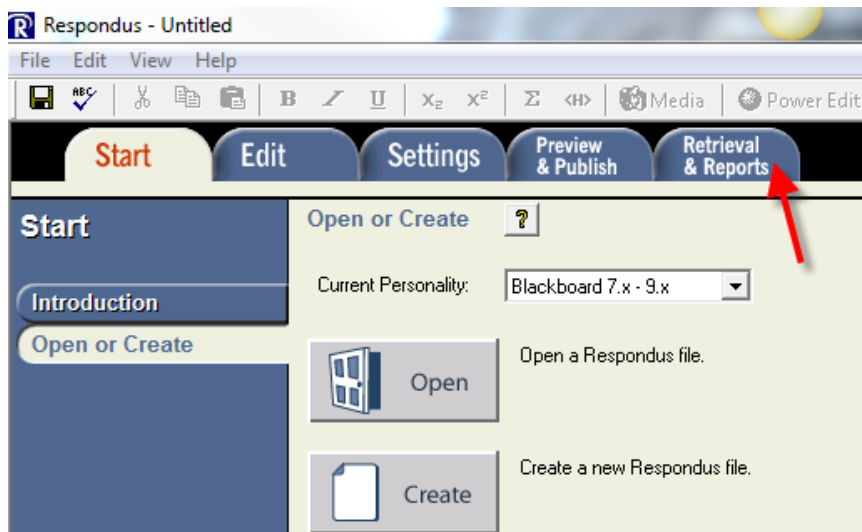 Respondus - Untitled
File Edit View Help
ABC B I U X₂ X² Σ <H> Media Power Edit
Start Edit Settings Preview & Publish Retrieval & Reports
Start
Introduction
Open or Create
Open or Create ?
Current Personality: Blackboard 7.x - 9.x
Open
Open a Respondus file.
Create
Create a new Respondus file.